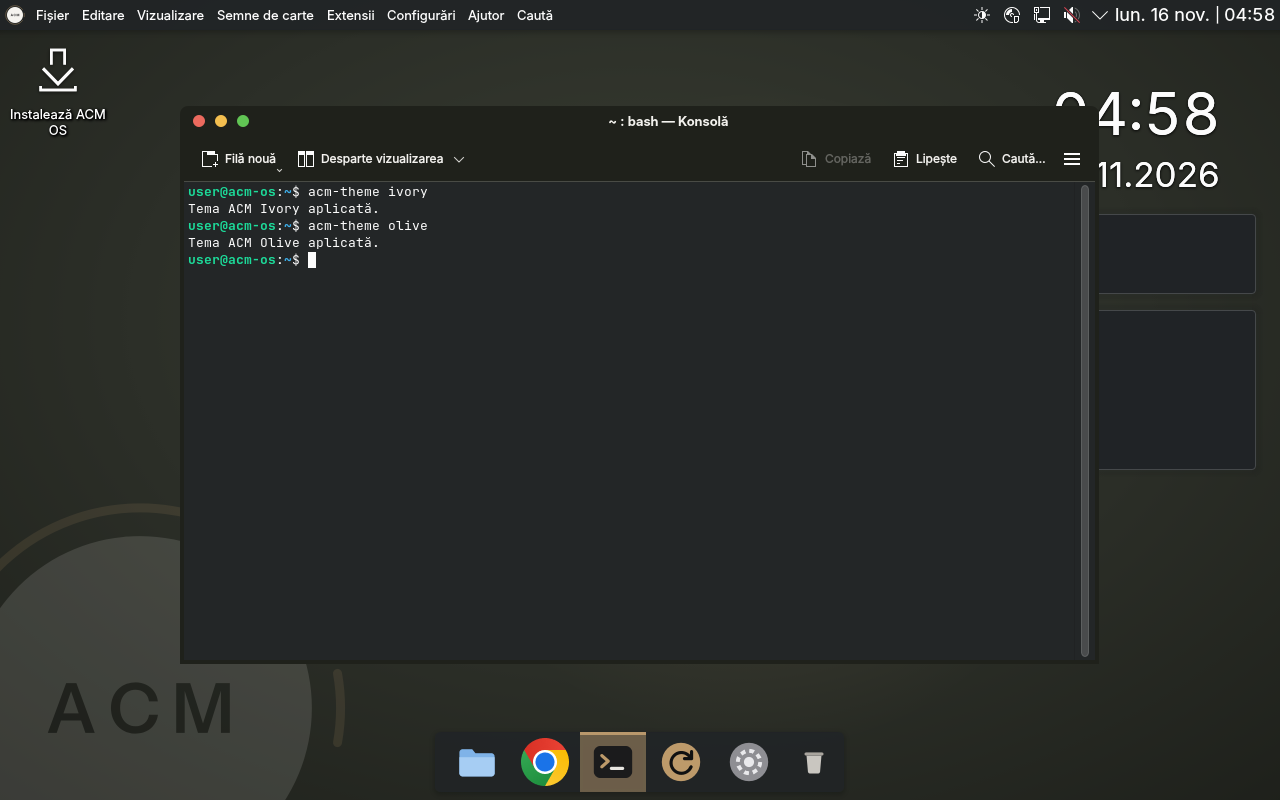 Fișier Editare Vizualizare Semne de carte Extensii Configurări Ajutor Caută
lun. 16 nov. | 04:58
Instalează ACM
OS
04:58
11.2026
~ : bash — Konsolă
Filă nouă Desparte vizualizarea Copiază Lipește Caută...
user@acm-os:~$ acm-theme ivory
Tema ACM Ivory aplicată.
user@acm-os:~$ acm-theme olive
Tema ACM Olive aplicată.
user@acm-os:~$
ACM